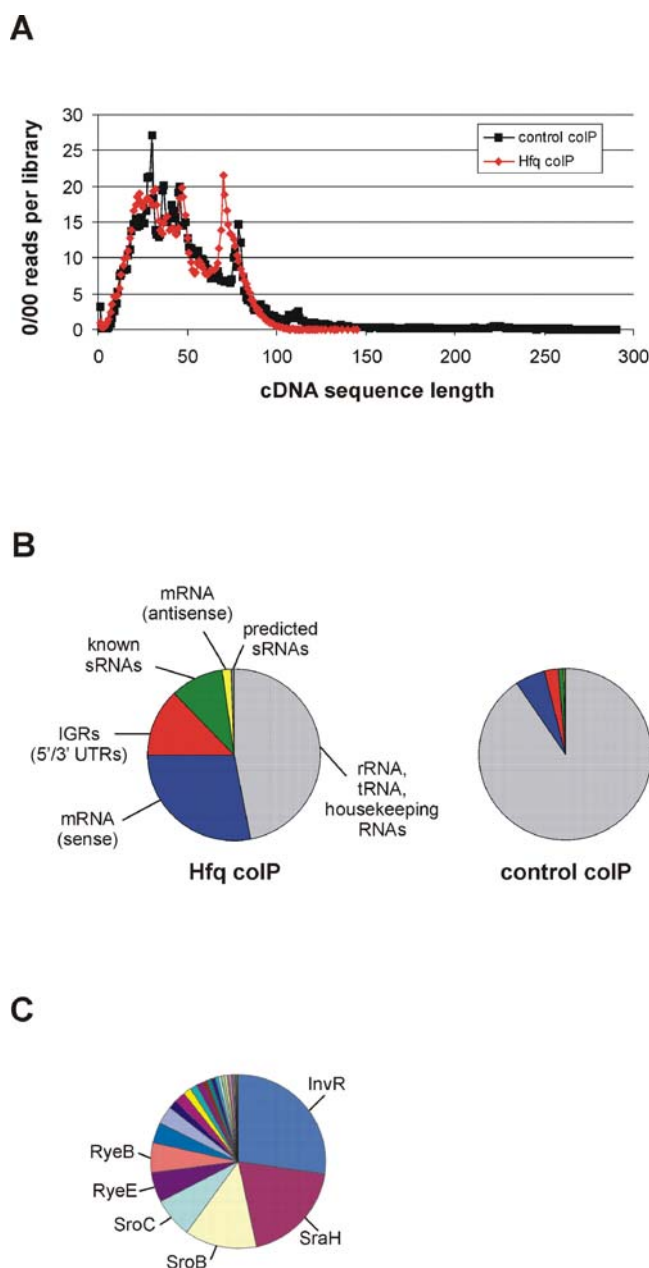 A
30
25
20
15
10
5
0
0/00 reads per library
control coIP
Hfq coIP
0 50 100 150 200 250 300
cDNA sequence length
B
mRNA
(antisense)
predicted
sRNAs
known
sRNAs
IGRs
(5'/3' UTRs)
mRNA
(sense)
rRNA,
tRNA,
housekeeping
RNAs
Hfq coIP
control coIP
C
InvR
RyeB
RyeE
SroC
SroB
SraH